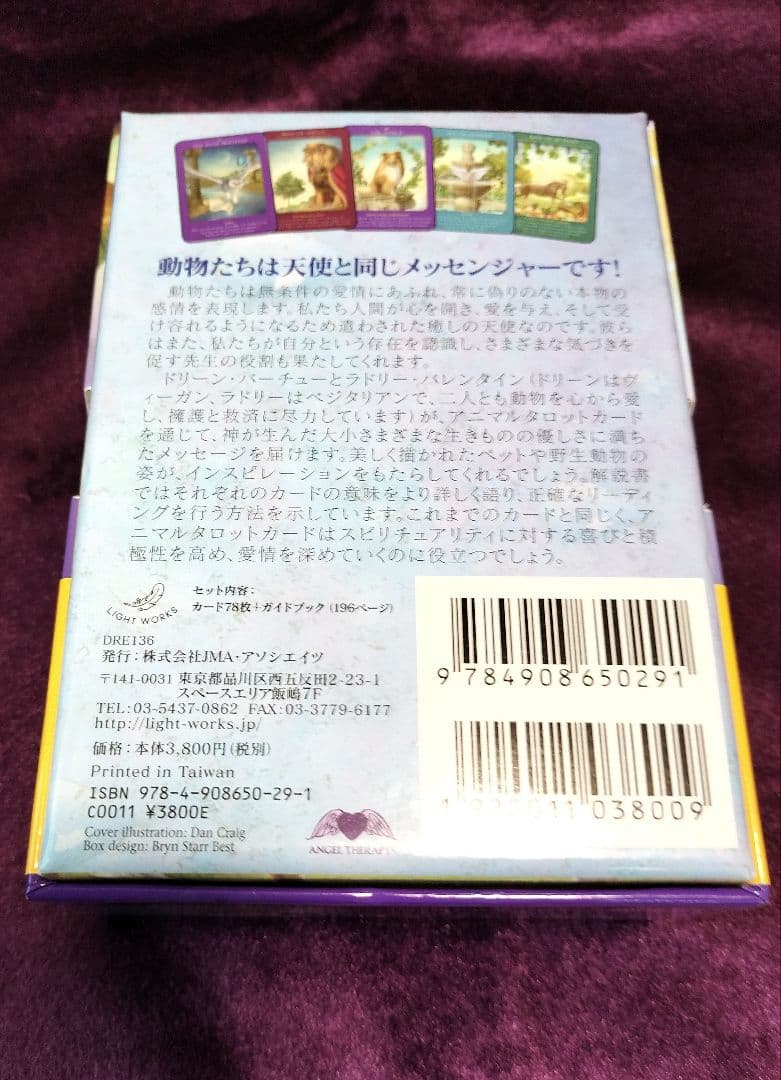 動物たちは天使と同じメッセンジャーです!
動物たちは無条件の愛情にあふれ、常に偽りのない本物の
感情を表現します。私たち人間が心を開き、愛を与え、そして受
け容れるようになるため遣わされた癒しの天使なのです。彼ら
はまた、私たちが自分という存在を認識し、さまざまな気づきを
促す先生の役割も果たしてくれます。
ドリーン・バーチューとラドリー・バレンタイン(ドリーンはヴ
ィーガン、ラドリーはベジタリアンで、二人とも動物を心から愛
し、擁護と救済に尽力しています)が、アニマルタロットカード
を通じて、神が生んだ大小さまざまな生きものの優しさに満ち
たメッセージを届けます。美しく描かれたペットや野生動物の
姿が、インスピレーションをもたらしてくれるでしょう。解説書
ではそれぞれのカードの意味をより詳しく語り、正確なリーディ
ングを行う方法を示しています。これまでのカードと同じく、ア
ニマルタロットカードはスピリチュアリティに対する喜びと積
極性を高め、愛情を深めていくのに役立つでしょう。
LIGHT WORKS
セット内容:
カード78枚+ガイドブック(196ページ)
DRE136
発行:株式会社JMA・アソシエイツ
〒141-0031 東京都品川区西五反田2-23-1
スペースエリア飯嶋7F
TEL:03-5437-0862 FAX:03-3779-6177
http://light-works.jp/
価格:本体3,800円(税別)
Printed in Taiwan
ISBN 978-4-908650-29-1
C0011 ¥3800E
Cover illustration: Dan Craig
Box design: Bryn Starr Best
ANGEL THERAPY
9 784908 650291
1920011 038009